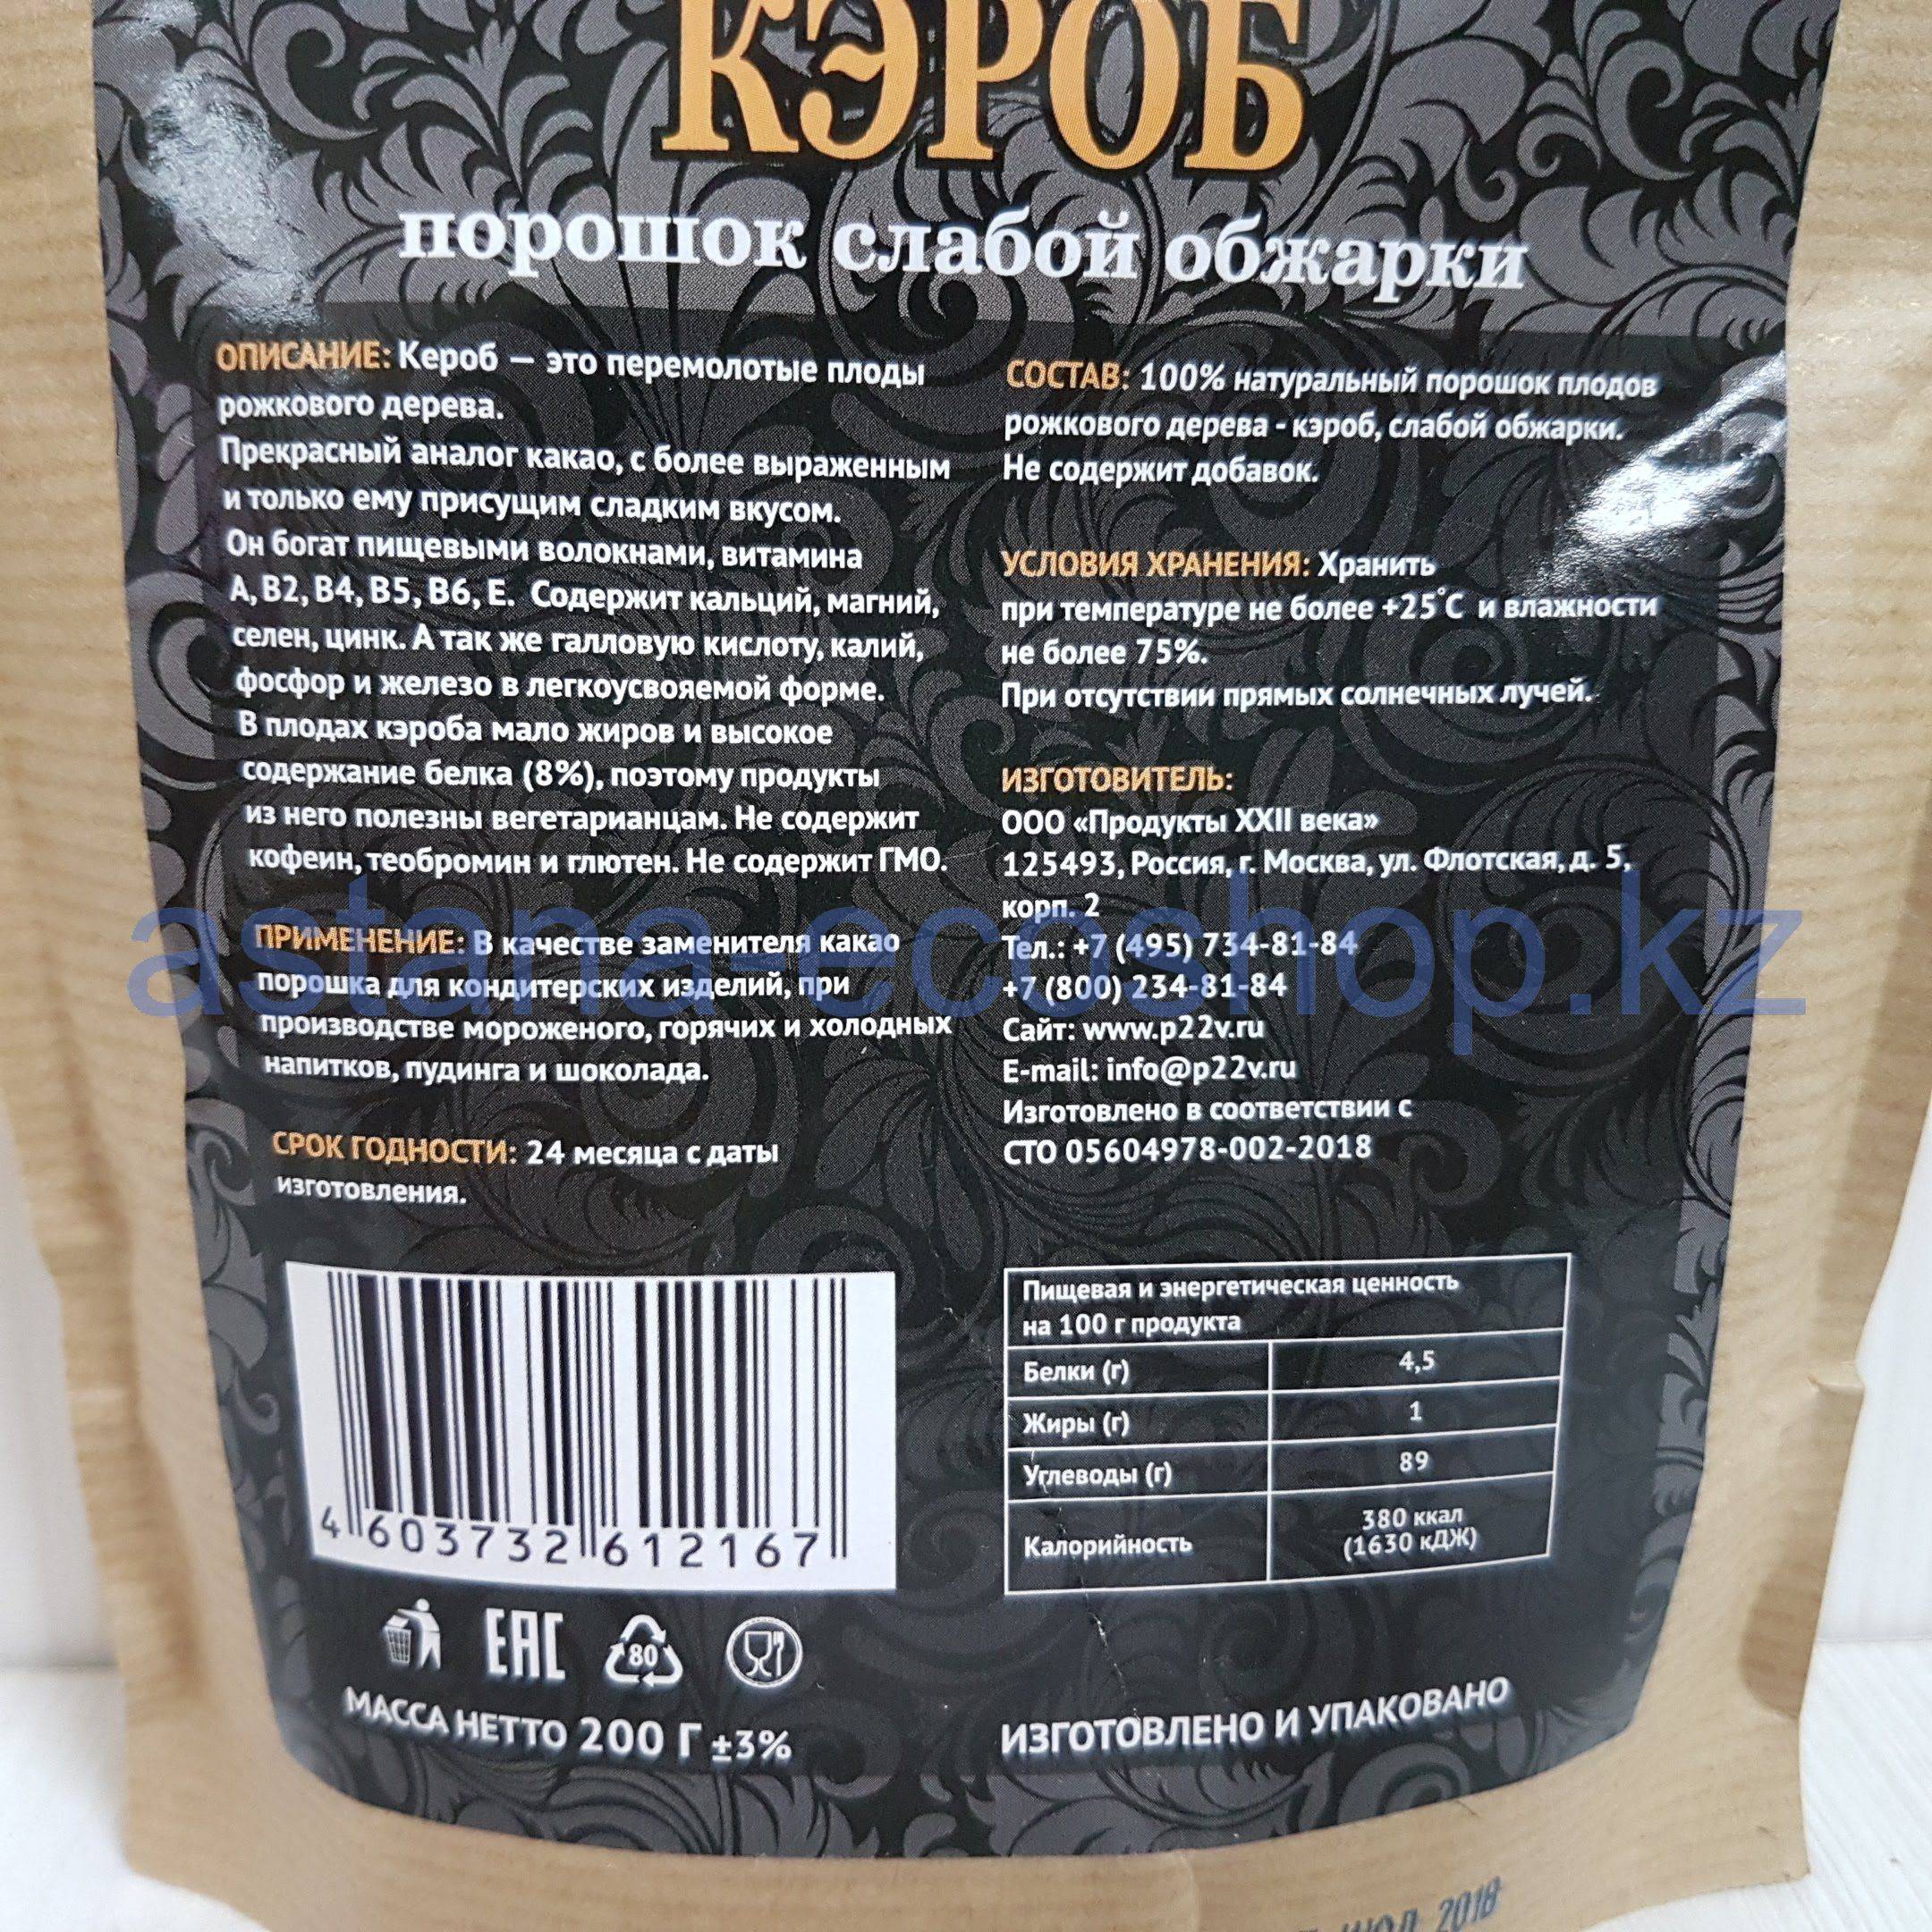 КЭРОБ
порошок слабой обжарки
ОПИСАНИЕ: Кероб — это перемолотые плоды
рожкового дерева.
Прекрасный аналог какао, с более выраженным
и только ему присущим сладким вкусом.
Он богат пищевыми волокнами, витамина
А, В2, В4, В5, В6, Е. Содержит кальций, магний,
селен, цинк. А так же галловую кислоту, калий,
фосфор и железо в легкоусвояемой форме.
В плодах кэроба мало жиров и высокое
содержание белка (8%), поэтому продукты
из него полезны вегетарианцам. Не содержит
кофеин, теобромин и глютен. Не содержит ГМО.
ПРИМЕНЕНИЕ: В качестве заменителя какао
порошка для кондитерских изделий, при
производстве мороженого, горячих и холодных
напитков, пудинга и шоколада.
СРОК ГОДНОСТИ: 24 месяца с даты
изготовления.
СОСТАВ: 100% натуральный порошок плодов
рожкового дерева - кэроб, слабой обжарки.
Не содержит добавок.
УСЛОВИЯ ХРАНЕНИЯ: Хранить
при температуре не более +25°С и влажности
не более 75%.
При отсутствии прямых солнечных лучей.
ИЗГОТОВИТЕЛЬ:
ООО «Продукты XXII века»
125493, Россия, г. Москва, ул. Флотская, д. 5,
корп. 2
Тел.: +7 (495) 734-81-84
+7 (800) 234-81-84
Сайт: www.p22v.ru
E-mail: info@p22v.ru
Изготовлено в соответствии с
СТО 05604978-002-2018
astana-ecoshop.kz
4 603732 612167
Пищевая и энергетическая ценность
на 100 г продукта
Белки (г) 4,5
Жиры (г) 1
Углеводы (г) 89
Калорийность 380 ккал
(1630 кДЖ)
ЕАС
80
МАССА НЕТТО 200 Г ±3%
ИЗГОТОВЛЕНО И УПАКОВАНО
2018